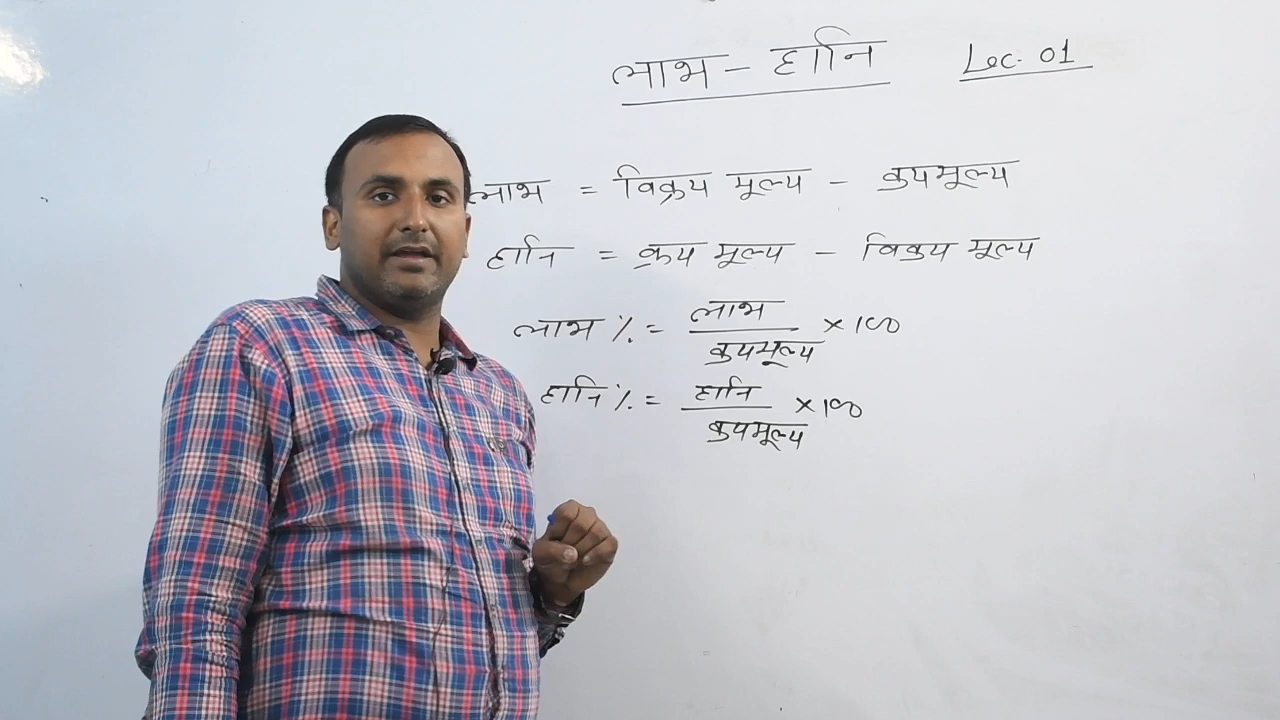 लाभ - हानि Lec. 01
लाभ = विक्रय मूल्य - क्रयमूल्य
हानि = क्रय मूल्य - विक्रय मूल्य
लाभ % = लाभ / क्रयमूल्य × 100
हानि % = हानि / क्रयमूल्य × 100